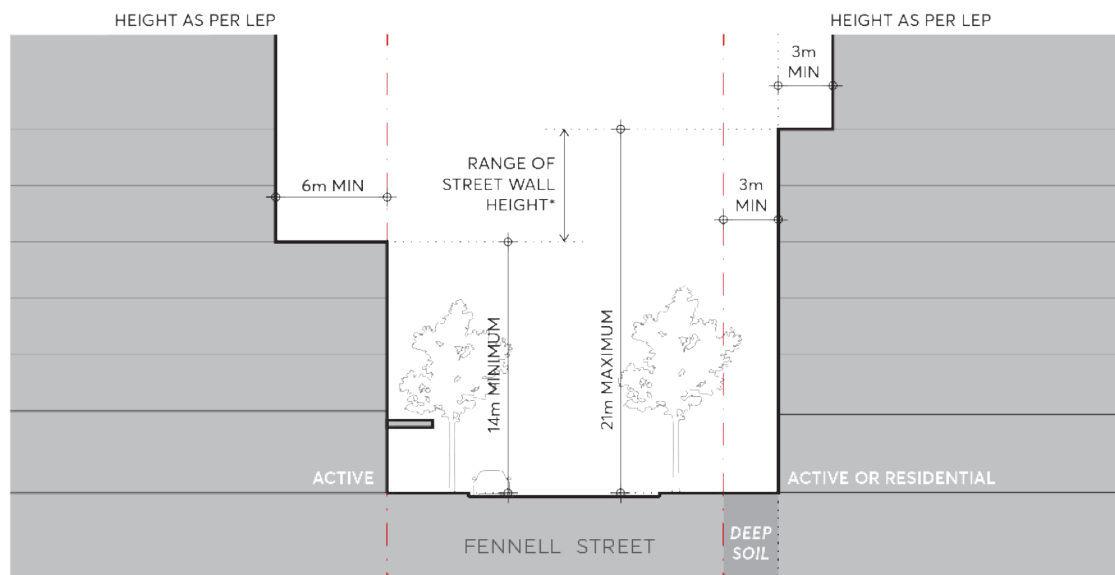 HEIGHT AS PER LEP
HEIGHT AS PER LEP
3m
MIN
RANGE OF
STREET WALL
HEIGHT*
6m MIN
3m
MIN
14m MINIMUM
21m MAXIMUM
ACTIVE
ACTIVE OR RESIDENTIAL
FENNELL STREET
DEEP
SOIL